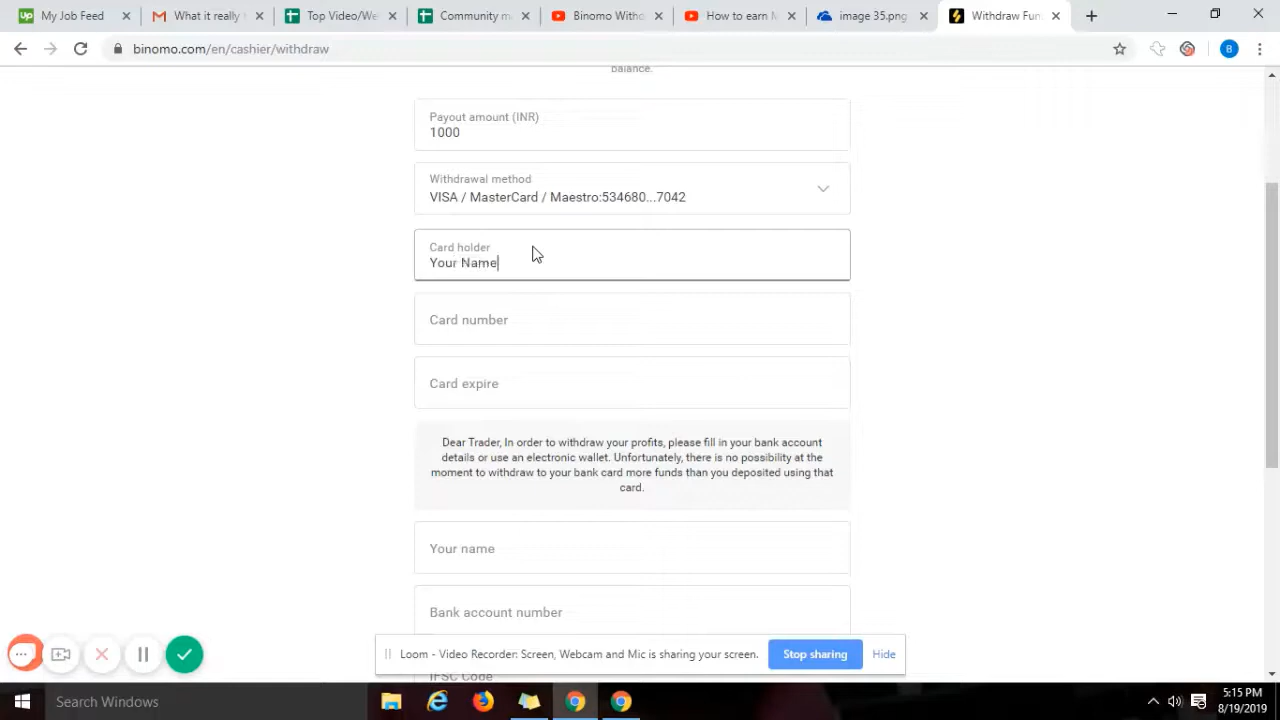 My Job Feed
What it really
Top Video/We
Community m
Binomo Witho
How to earn M
image 35.png
Withdraw Fun
binomo.com/en/cashier/withdraw
B
balance.
Payout amount (INR)
1000
Withdrawal method
VISA / MasterCard / Maestro:534680...7042
Card holder
Your Name
Card number
Card expire
Dear Trader, In order to withdraw your profits, please fill in your bank account
details or use an electronic wallet. Unfortunately, there is no possibility at the
moment to withdraw to your bank card more funds than you deposited using that
card.
Your name
Bank account number
Loom - Video Recorder: Screen, Webcam and Mic is sharing your screen.
Stop sharing
Hide
IFSC Code
Search Windows
5:15 PM
8/19/2019